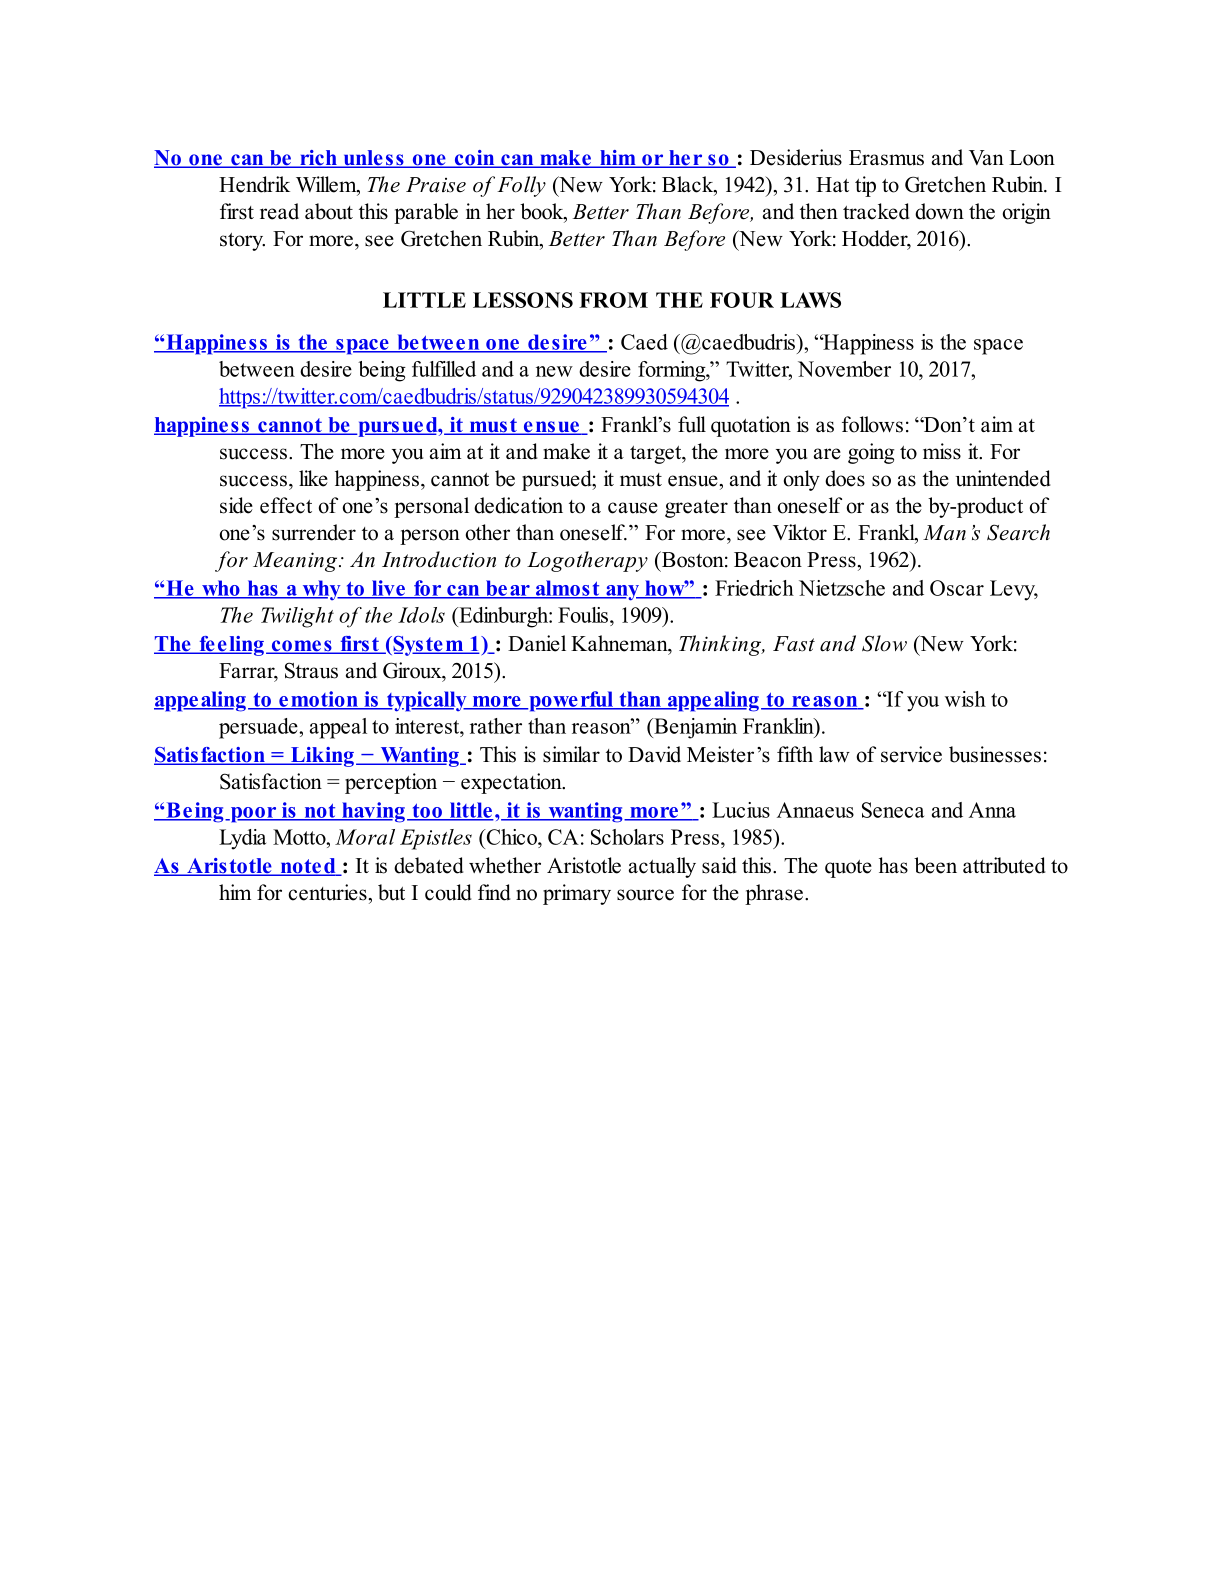 No one can be rich unless one coin can make him or her so : Desiderius Erasmus and Van Loon
Hendrik Willem, The Praise of Folly (New York: Black, 1942), 31. Hat tip to Gretchen Rubin. I
first read about this parable in her book, Better Than Before, and then tracked down the origin
story. For more, see Gretchen Rubin, Better Than Before (New York: Hodder, 2016).
LITTLE LESSONS FROM THE FOUR LAWS
“Happiness is the space between one desire” : Caed (@caedbudris), “Happiness is the space
between desire being fulfilled and a new desire forming,” Twitter, November 10, 2017,
https://twitter.com/caedbudris/status/929042389930594304 .
happiness cannot be pursued, it must ensue : Frankl’s full quotation is as follows: “Don’t aim at
success. The more you aim at it and make it a target, the more you are going to miss it. For
success, like happiness, cannot be pursued; it must ensue, and it only does so as the unintended
side effect of one’s personal dedication to a cause greater than oneself or as the by-product of
one’s surrender to a person other than oneself.” For more, see Viktor E. Frankl, Man’s Search
for Meaning: An Introduction to Logotherapy (Boston: Beacon Press, 1962).
“He who has a why to live for can bear almost any how” : Friedrich Nietzsche and Oscar Levy,
The Twilight of the Idols (Edinburgh: Foulis, 1909).
The feeling comes first (System 1) : Daniel Kahneman, Thinking, Fast and Slow (New York:
Farrar, Straus and Giroux, 2015).
appealing to emotion is typically more powerful than appealing to reason : “If you wish to
persuade, appeal to interest, rather than reason” (Benjamin Franklin).
Satisfaction = Liking − Wanting : This is similar to David Meister’s fifth law of service businesses:
Satisfaction = perception − expectation.
“Being poor is not having too little, it is wanting more” : Lucius Annaeus Seneca and Anna
Lydia Motto, Moral Epistles (Chico, CA: Scholars Press, 1985).
As Aristotle noted : It is debated whether Aristotle actually said this. The quote has been attributed to
him for centuries, but I could find no primary source for the phrase.